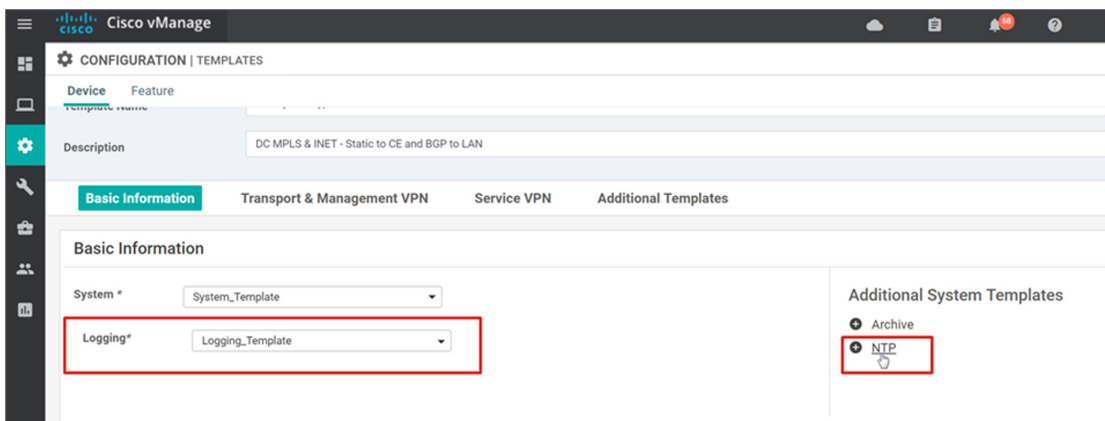 cisco Cisco vManage 68
CONFIGURATION | TEMPLATES
Device Feature
Template Name
Description DC MPLS & INET - Static to CE and BGP to LAN
Basic Information Transport & Management VPN Service VPN Additional Templates
Basic Information
System * System_Template
Logging* Logging_Template
Additional System Templates
Archive
NTP